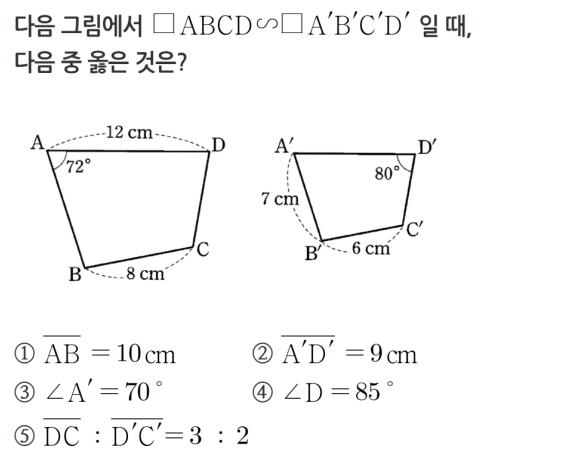 다음 그림에서 □ABCD∽□A′B′C′D′ 일 때,
다음 중 옳은 것은?
A 12 cm D
72°
B 8 cm C
A′ D′
80°
7 cm
B′ 6 cm C′
① \overline{AB} = 10 cm ② \overline{A′D′} = 9 cm
③ ∠A′ = 70° ④ ∠D = 85°
⑤ \overline{DC} : \overline{D′C′} = 3 : 2